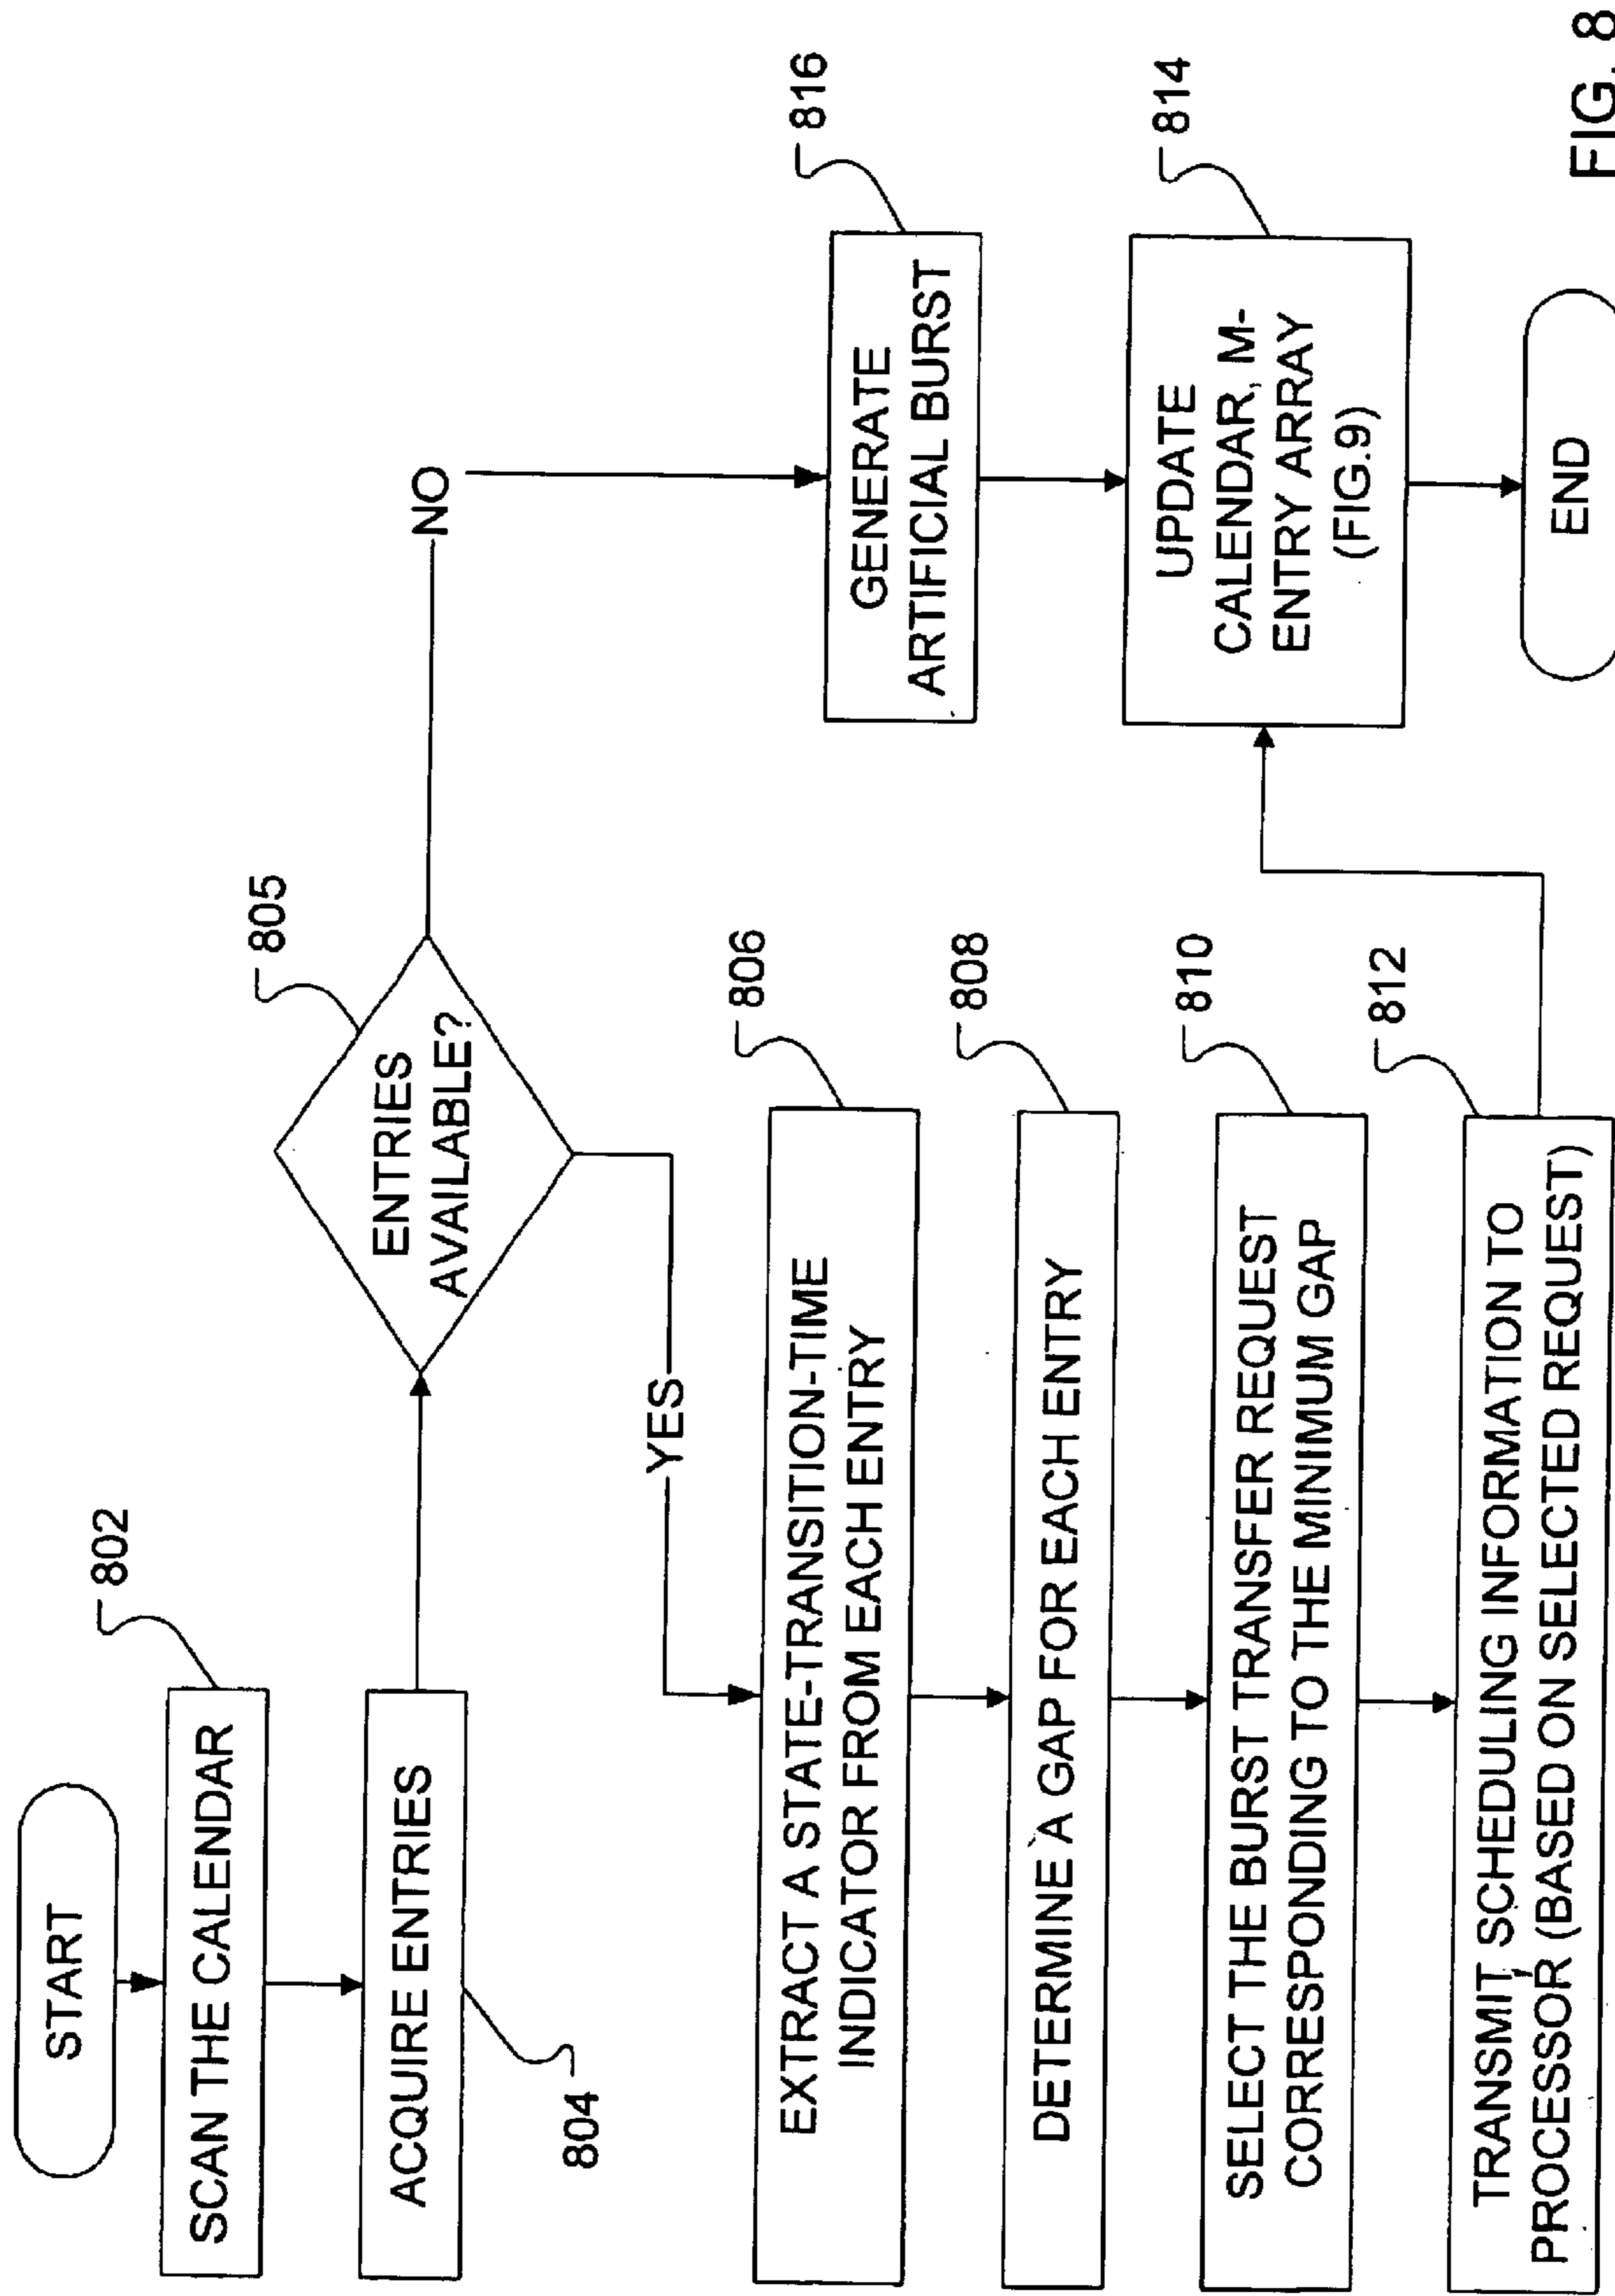 START
802
SCAN THE CALENDAR
ACQUIRE ENTRIES
804
805
ENTRIES
AVAILABLE?
NO
YES
806
EXTRACT A STATE-TRANSITION-TIME
INDICATOR FROM EACH ENTRY
808
DETERMINE A GAP FOR EACH ENTRY
810
SELECT THE BURST TRANSFER REQUEST
CORRESPONDING TO THE MINIMUM GAP
812
TRANSMIT SCHEDULING INFORMATION TO
PROCESSOR (BASED ON SELECTED REQUEST)
816
GENERATE
ARTIFICIAL BURST
814
UPDATE
CALENDAR, M-
ENTRY ARRAY
(FIG.9)
END
FIG. 8